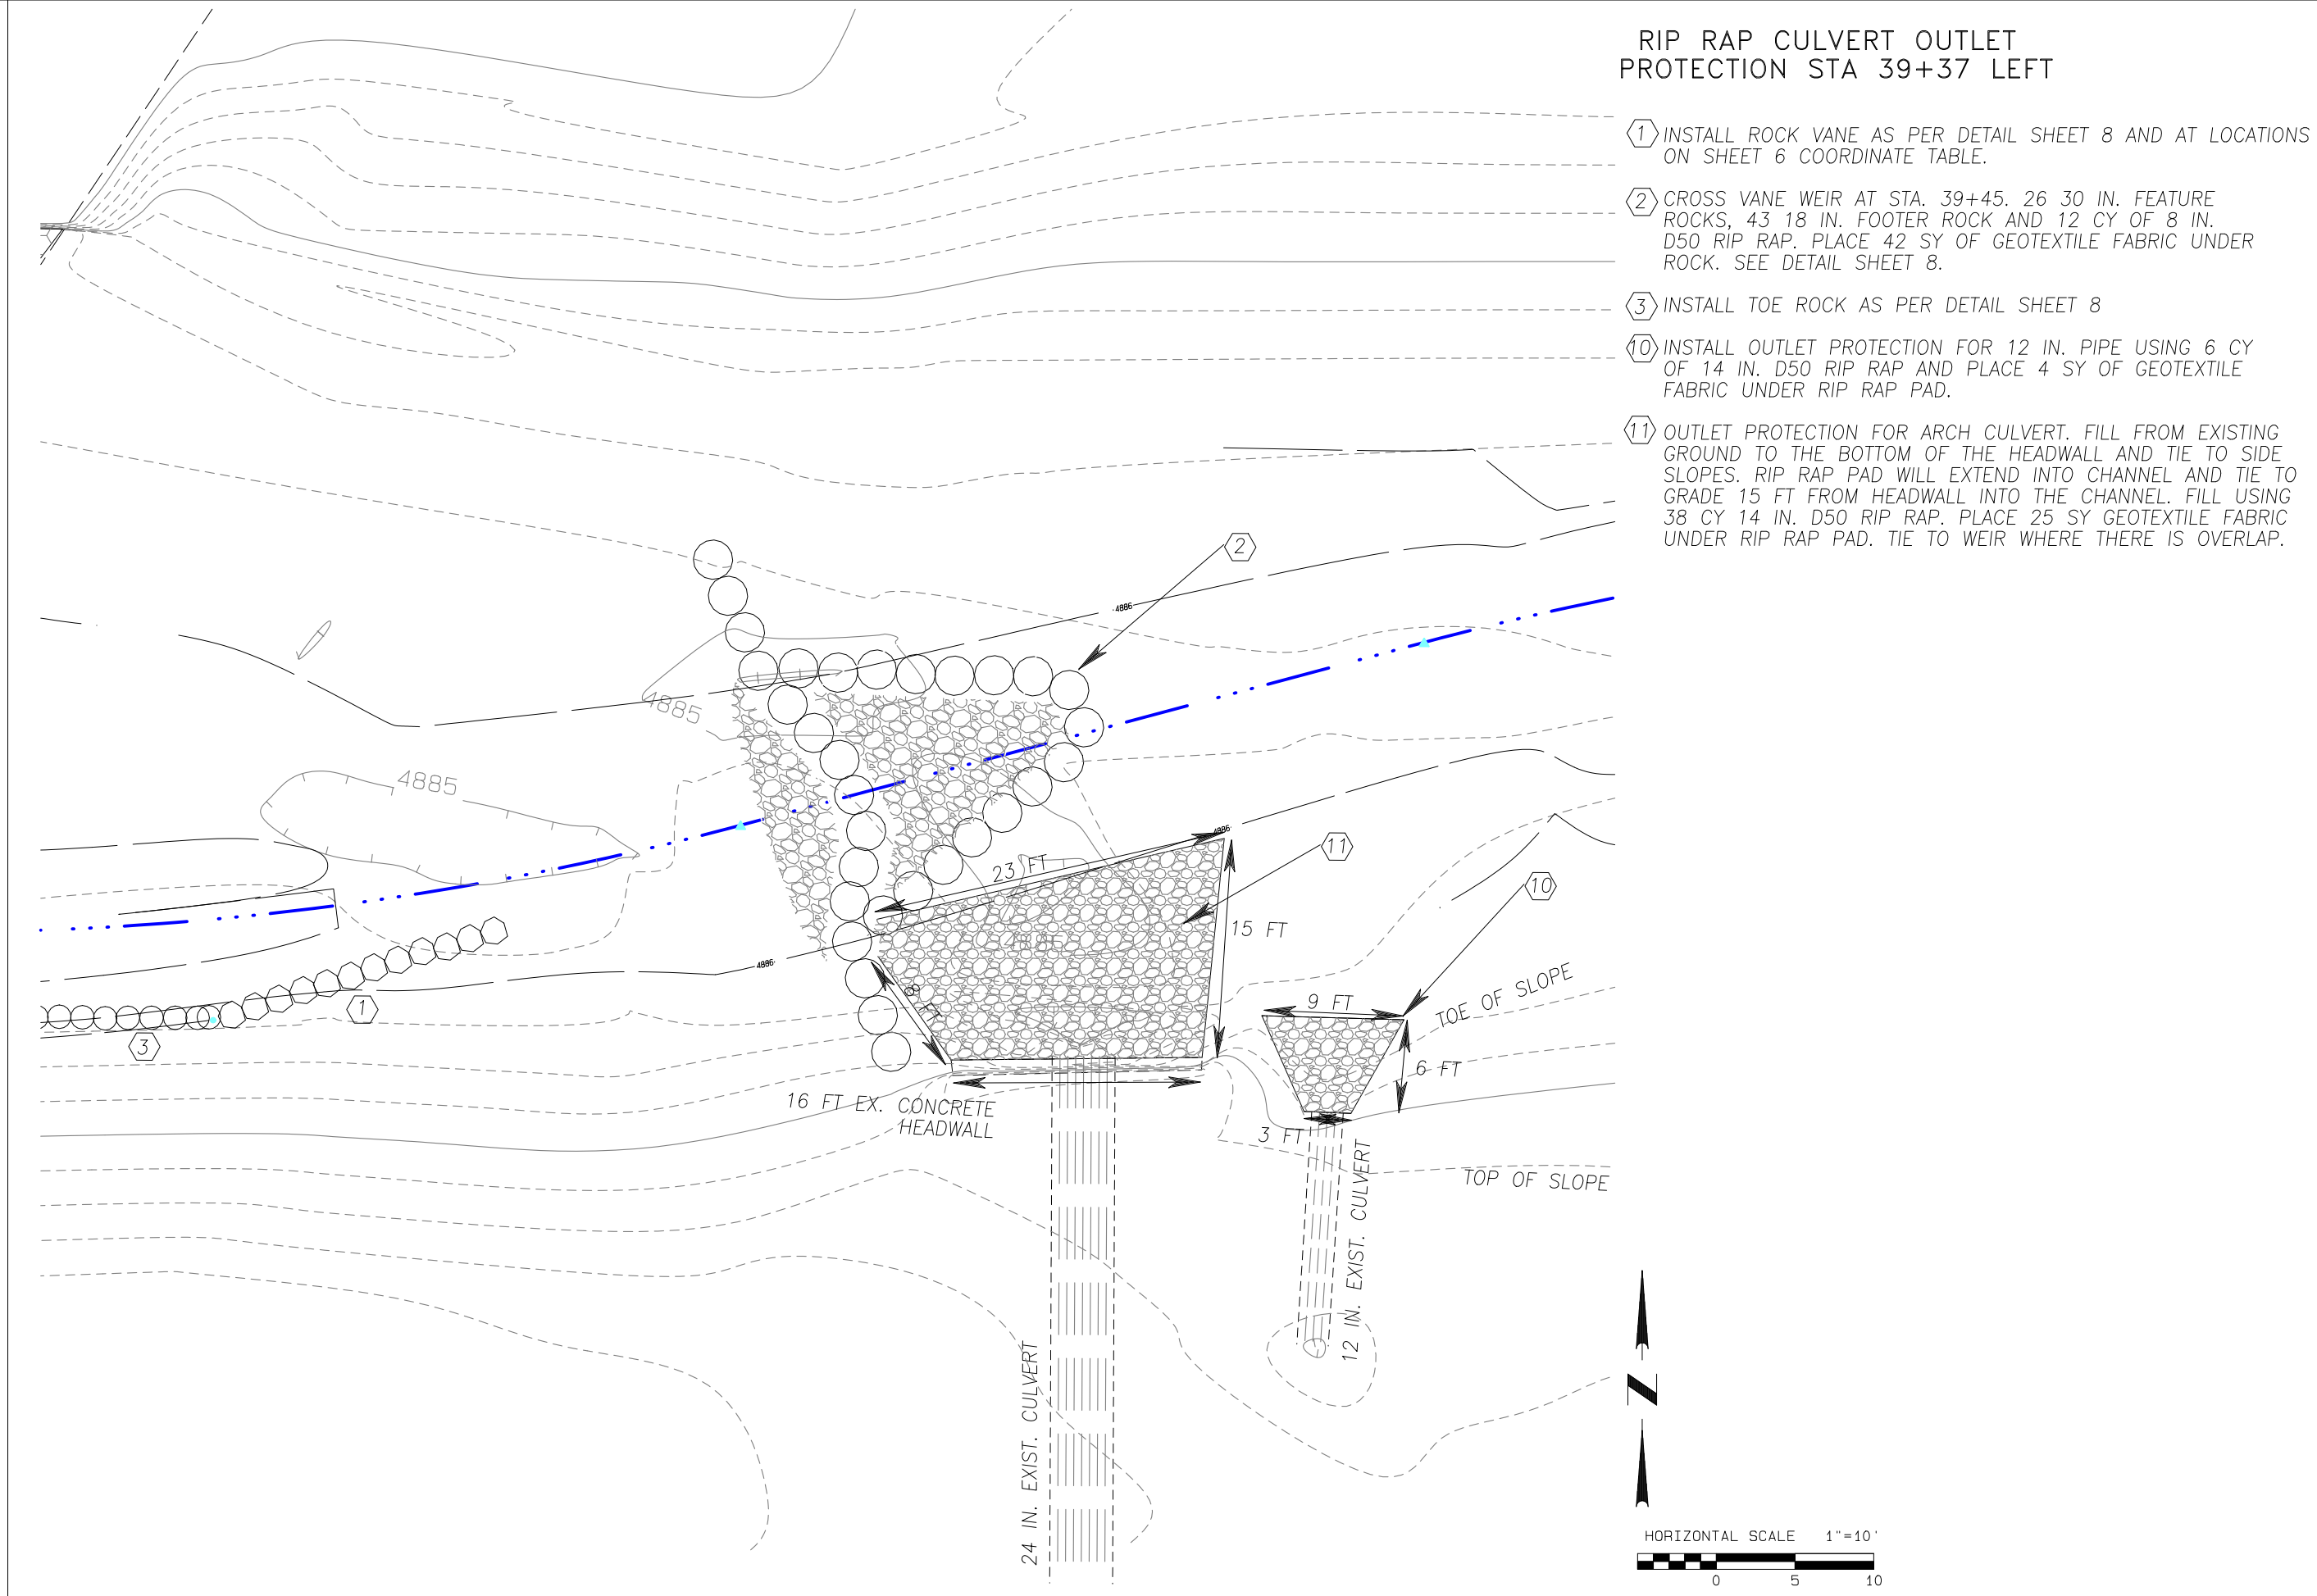 RIP RAP CULVERT OUTLET
PROTECTION STA 39+37 LEFT
1 INSTALL ROCK VANE AS PER DETAIL SHEET 8 AND AT LOCATIONS
ON SHEET 6 COORDINATE TABLE.
2 CROSS VANE WEIR AT STA. 39+45. 26 30 IN. FEATURE
ROCKS, 43 18 IN. FOOTER ROCK AND 12 CY OF 8 IN.
D50 RIP RAP. PLACE 42 SY OF GEOTEXTILE FABRIC UNDER
ROCK. SEE DETAIL SHEET 8.
3 INSTALL TOE ROCK AS PER DETAIL SHEET 8
10 INSTALL OUTLET PROTECTION FOR 12 IN. PIPE USING 6 CY
OF 14 IN. D50 RIP RAP AND PLACE 4 SY OF GEOTEXTILE
FABRIC UNDER RIP RAP PAD.
11 OUTLET PROTECTION FOR ARCH CULVERT. FILL FROM EXISTING
GROUND TO THE BOTTOM OF THE HEADWALL AND TIE TO SIDE
SLOPES. RIP RAP PAD WILL EXTEND INTO CHANNEL AND TIE TO
GRADE 15 FT FROM HEADWALL INTO THE CHANNEL. FILL USING
38 CY 14 IN. D50 RIP RAP. PLACE 25 SY GEOTEXTILE FABRIC
UNDER RIP RAP PAD. TIE TO WEIR WHERE THERE IS OVERLAP.
2
4886
4885
4885
4886
11
23 FT
10
15 FT
4885
4886
8 FT
1
3
9 FT
TOE OF SLOPE
6 FT
16 FT EX. CONCRETE
HEADWALL
3 FT
TOP OF SLOPE
12 IN. EXIST. CULVERT
24 IN. EXIST. CULVERT
N
HORIZONTAL SCALE 1"=10'
0 5 10